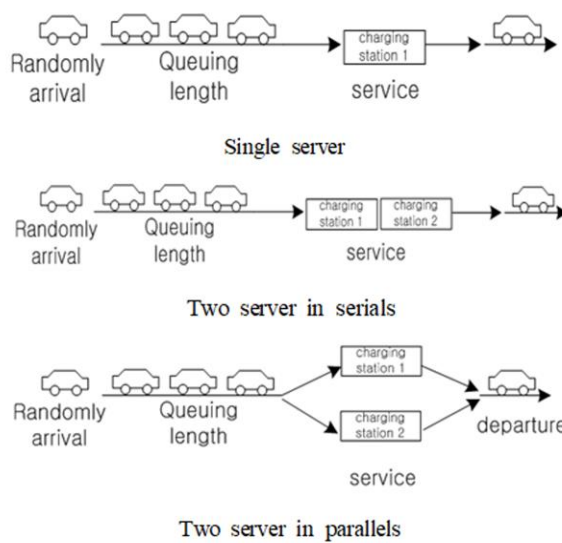 Randomly
arrival
Queuing
length
charging
station 1
service
Single server
Randomly
arrival
Queuing
length
charging
station 1
charging
station 2
service
Two server in serials
Randomly
arrival
Queuing
length
charging
station 1
charging
station 2
departure
service
Two server in parallels